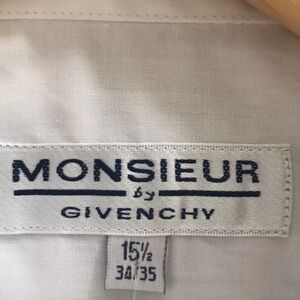 MONSIEUR
by
GIVENCHY
15½
34/35